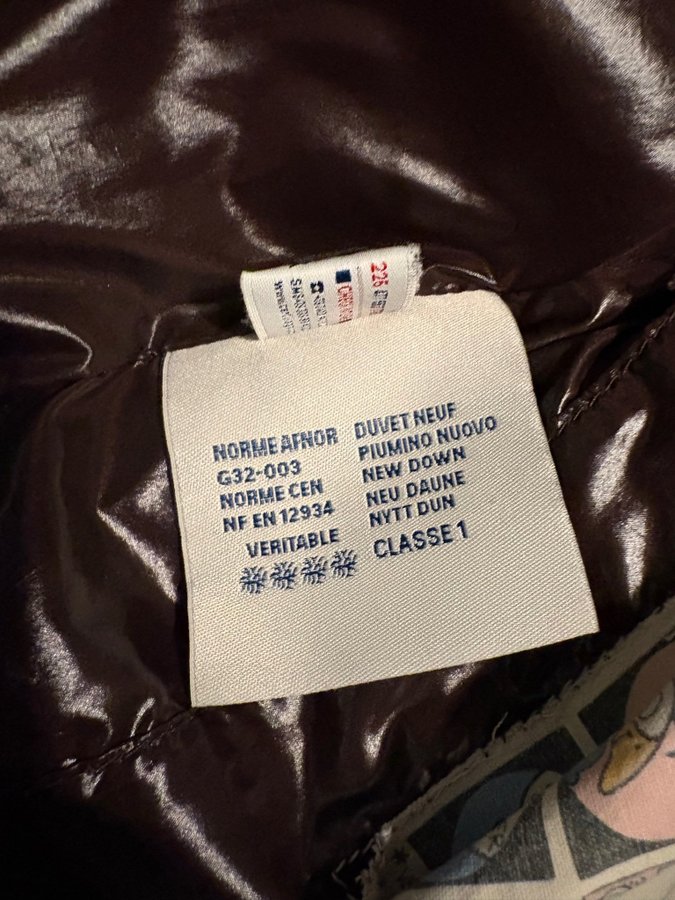 225
NORME AFNOR
G32-003
NORME CEN
NF EN 12934
VERITABLE
DUVET NEUF
PIUMINO NUOVO
NEW DOWN
NEU DAUNE
NYTT DUN
CLASSE 1